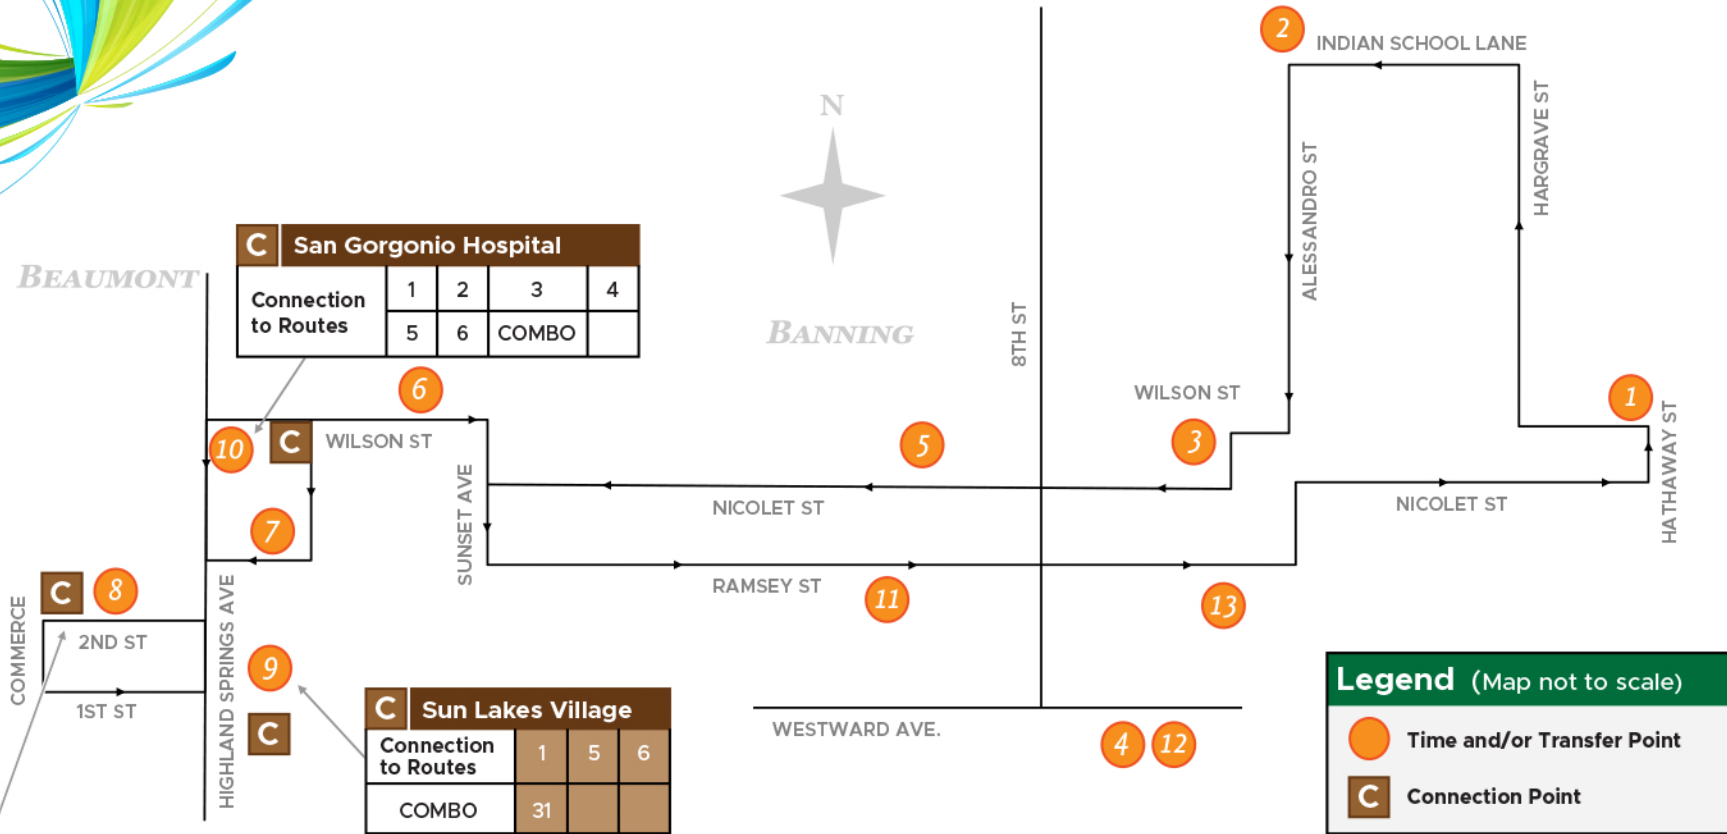 2
INDIAN SCHOOL LANE
N
HARGRAVE ST
ALESSANDRO ST
C San Gorgonio Hospital
Connection to Routes
1 2 3 4
5 6 COMBO
BEAUMONT
BANNING
8TH ST
6
WILSON ST
1
10
C
WILSON ST
5
3
HATHAWAY ST
SUNSET AVE
NICOLET ST
NICOLET ST
7
C
8
RAMSEY ST
11
13
COMMERCE
2ND ST
HIGHLAND SPRINGS AVE
9
1ST ST
C
C Sun Lakes Village
Connection to Routes
1 5 6
COMBO 31
WESTWARD AVE.
4 12
Legend (Map not to scale)
Time and/or Transfer Point
C Connection Point